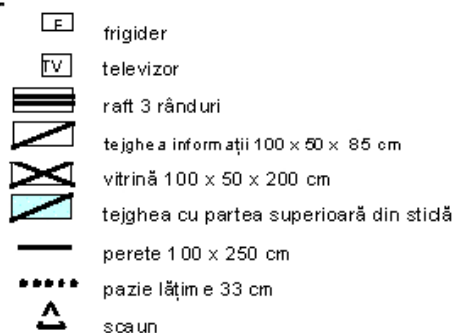 F frigider
TV televizor
raft 3 rânduri
tejghea informații 100 x 50 x 85 cm
vitrină 100 x 50 x 200 cm
tejghea cu partea superioară din sticlă
perete 100 x 250 cm
pazie lățime 33 cm
scaun